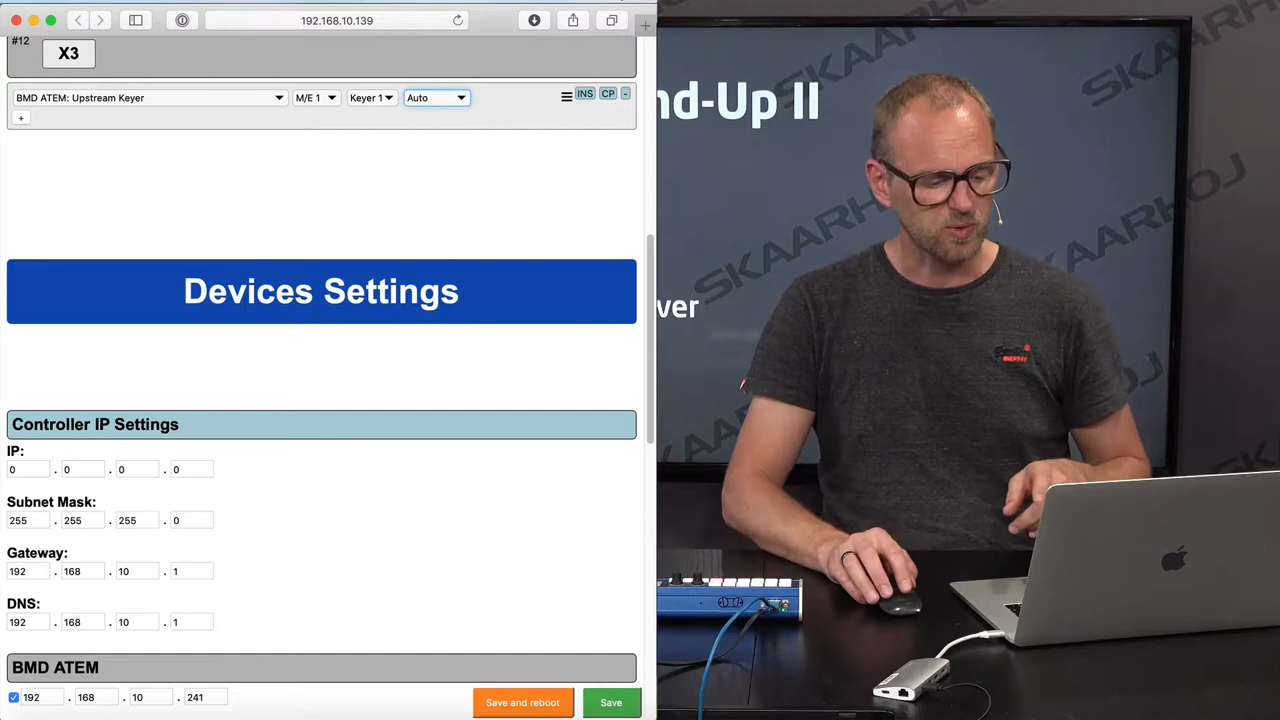 192.168.10.139
#12
X3
BMD ATEM: Upstream Keyer
M/E 1
Keyer 1
Auto
INS
CP
-
+
Devices Settings
Controller IP Settings
IP:
0 . 0 . 0 . 0
Subnet Mask:
255 . 255 . 255 . 0
Gateway:
192 . 168 . 10 . 1
DNS:
192 . 168 . 10 . 1
BMD ATEM
192 . 168 . 10 . 241
Save and reboot
Save
nd-Up II
ver
SKAARHOJ
SKAARHOJ
SKAARHOJ
SKAARHOJ